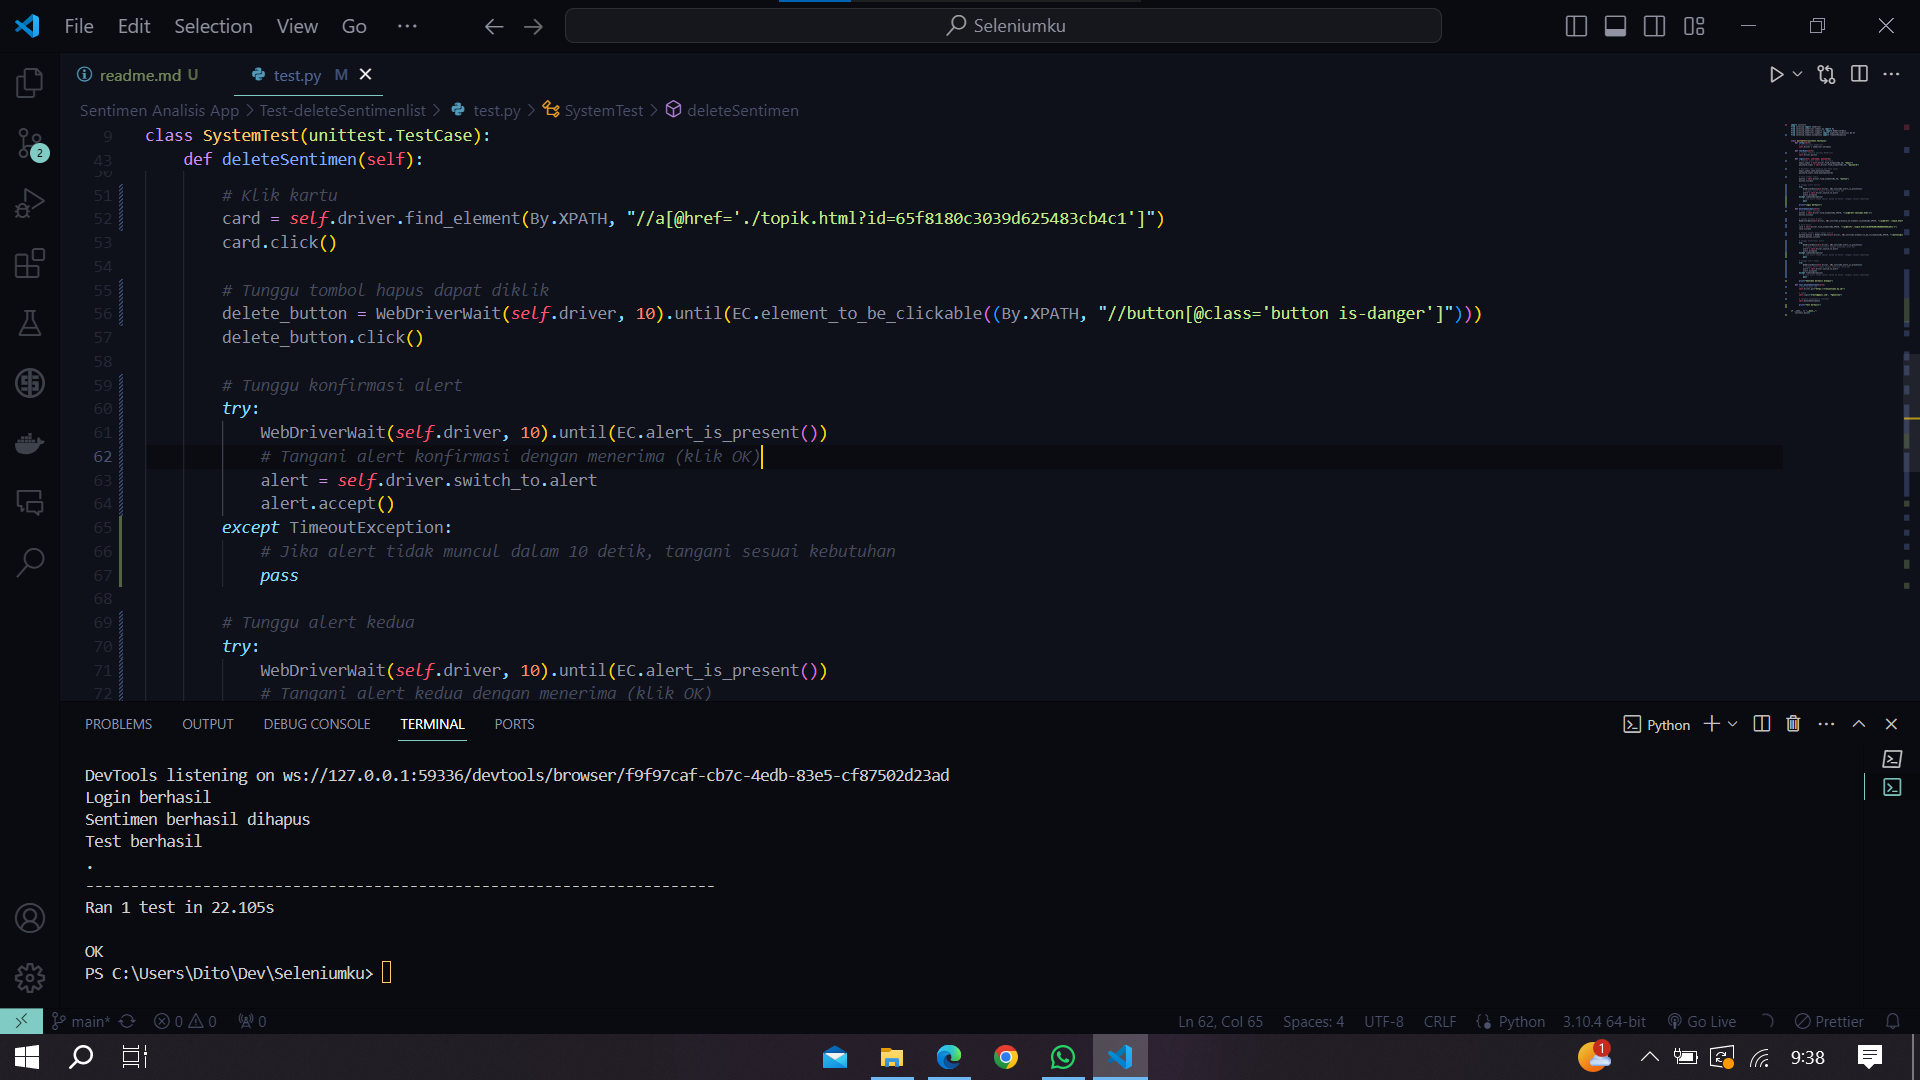 File Edit Selection View Go ··· Seleniumku
readme.md U test.py M
Sentimen Analisis App > Test-deleteSentimenlist > test.py > SystemTest > deleteSentimen
9 class SystemTest(unittest.TestCase):
43 def deleteSentimen(self):
50
51 # Klik kartu
52 card = self.driver.find_element(By.XPATH, "//a[@href='./topik.html?id=65f8180c3039d625483cb4c1']")
53 card.click()
54
55 # Tunggu tombol hapus dapat diklik
56 delete_button = WebDriverWait(self.driver, 10).until(EC.element_to_be_clickable((By.XPATH, "//button[@class='button is-danger']")))
57 delete_button.click()
58
59 # Tunggu konfirmasi alert
60 try:
61 WebDriverWait(self.driver, 10).until(EC.alert_is_present())
62 # Tangani alert konfirmasi dengan menerima (klik OK)
63 alert = self.driver.switch_to.alert
64 alert.accept()
65 except TimeoutException:
66 # Jika alert tidak muncul dalam 10 detik, tangani sesuai kebutuhan
67 pass
68
69 # Tunggu alert kedua
70 try:
71 WebDriverWait(self.driver, 10).until(EC.alert_is_present())
72 # Tangani alert kedua dengan menerima (klik OK)
2
PROBLEMS OUTPUT DEBUG CONSOLE TERMINAL PORTS Python
DevTools listening on ws://127.0.0.1:59336/devtools/browser/f9f97caf-cb7c-4edb-83e5-cf87502d23ad
Login berhasil
Sentimen berhasil dihapus
Test berhasil
.
----------------------------------------------------------------------
Ran 1 test in 22.105s
OK
PS C:\Users\Dito\Dev\Seleniumku>
main* 0 0 0 Ln 62, Col 65 Spaces: 4 UTF-8 CRLF Python 3.10.4 64-bit Go Live Prettier
1 9:38